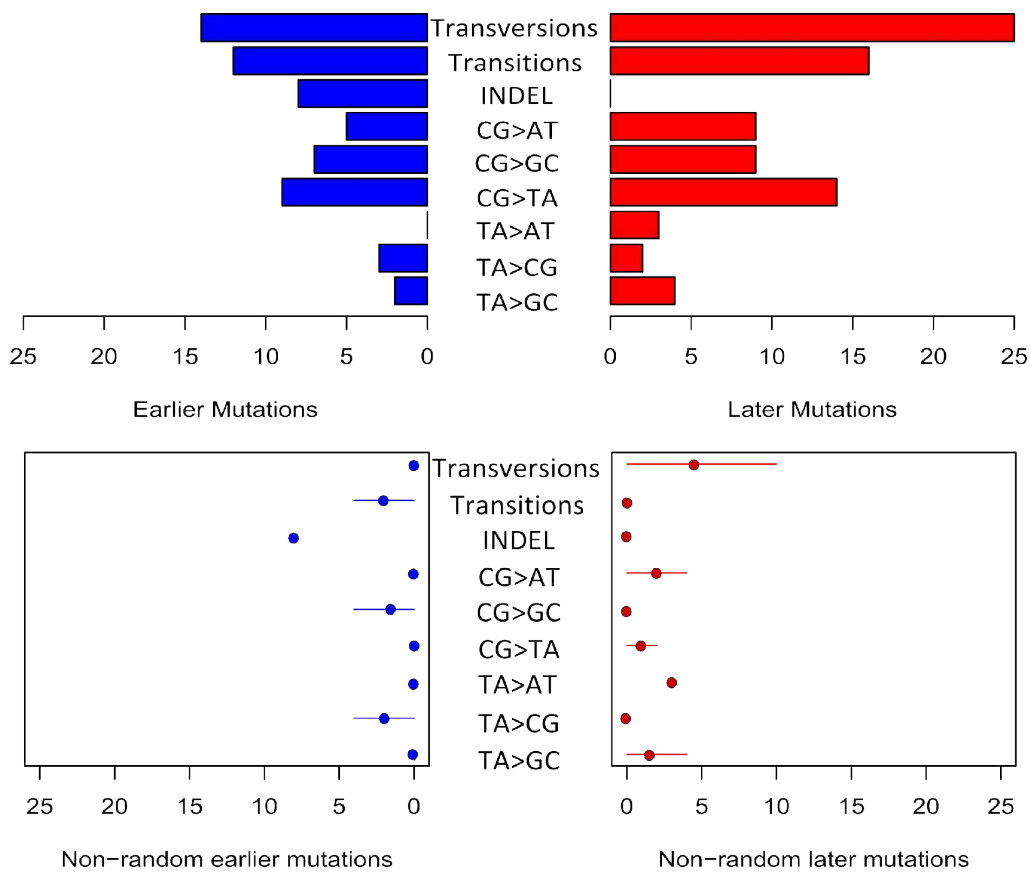 Transversions
Transitions
INDEL
CG>AT
CG>GC
CG>TA
TA>AT
TA>CG
TA>GC
25 20 15 10 5 0
0 5 10 15 20 25
Earlier Mutations
Later Mutations
Transversions
Transitions
INDEL
CG>AT
CG>GC
CG>TA
TA>AT
TA>CG
TA>GC
25 20 15 10 5 0
0 5 10 15 20 25
Non−random earlier mutations
Non−random later mutations